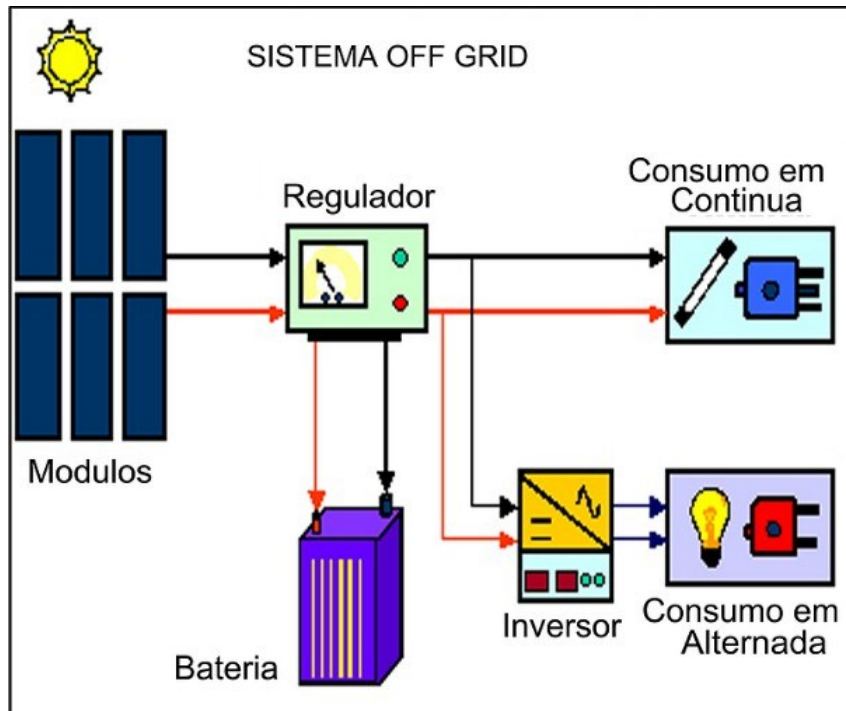 SISTEMA OFF GRID
Regulador
Consumo em
Continua
Modulos
Bateria
Inversor
Consumo em
Alternada